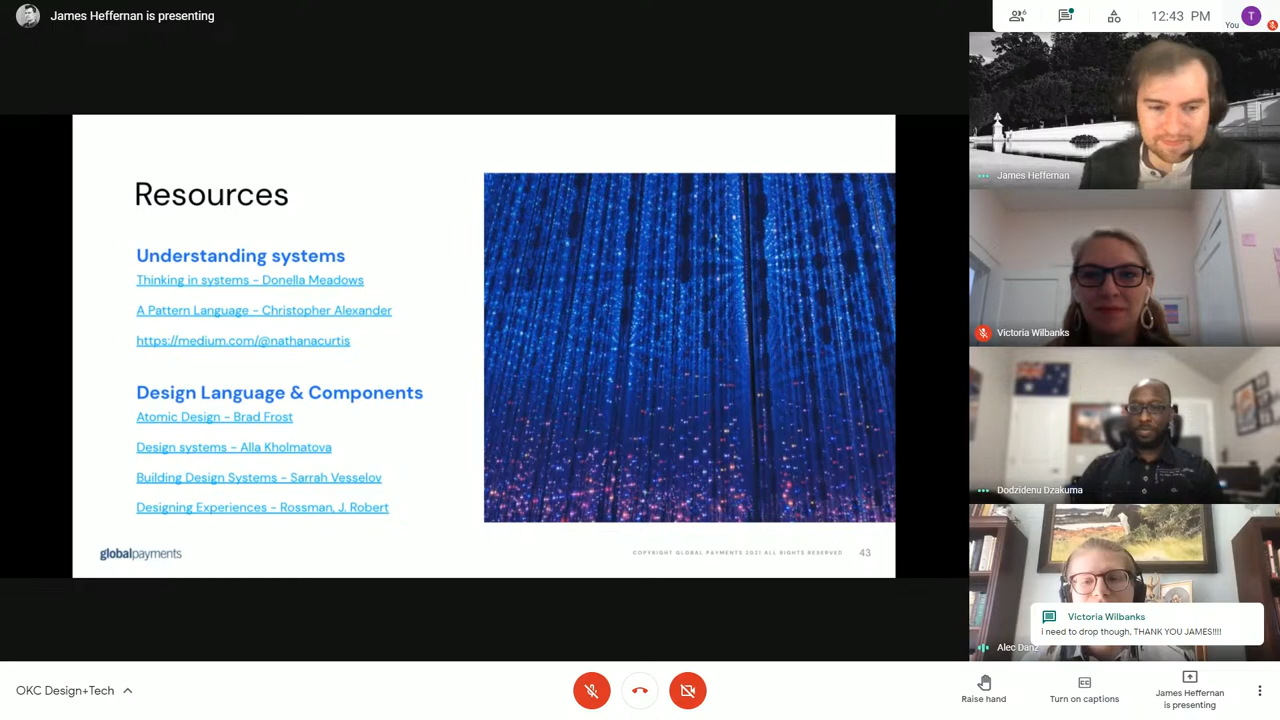 James Heffernan is presenting
6
12:43 PM
You
T
Resources
Understanding systems
Thinking in systems - Donella Meadows
A Pattern Language - Christopher Alexander
https://medium.com/@nathanacurtis
Design Language & Components
Atomic Design - Brad Frost
Design systems - Alla Kholmatova
Building Design Systems - Sarrah Vesselov
Designing Experiences - Rossman, J. Robert
globalpayments
COPYRIGHT GLOBAL PAYMENTS 2021 ALL RIGHTS RESERVED
43
James Heffernan
Victoria Wilbanks
Dodzidenu Dzakuma
Victoria Wilbanks
i need to drop though, THANK YOU JAMES!!!!
Alec Danz
OKC Design+Tech
Raise hand
CC
Turn on captions
James Heffernan
is presenting